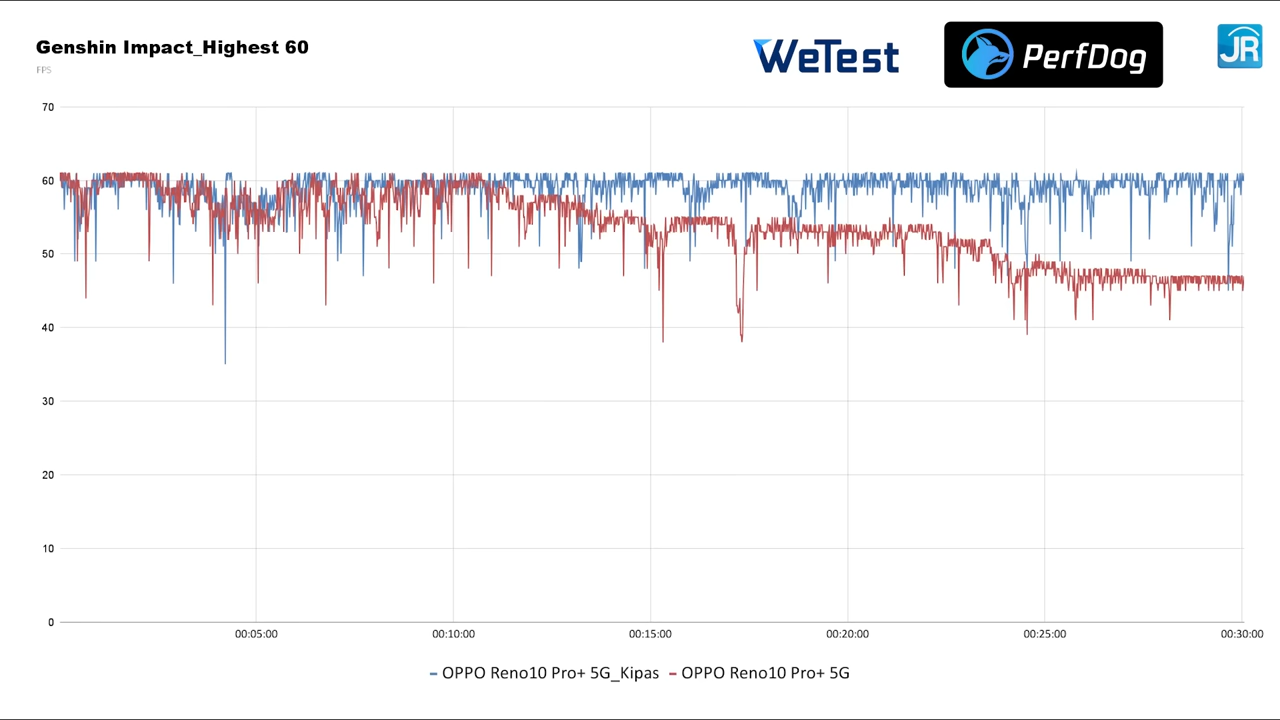 Genshin Impact_Highest 60
FPS
WeTest
PerfDog
JR
70
60
50
40
30
20
10
0
00:05:00 00:10:00 00:15:00 00:20:00 00:25:00 00:30:00
OPPO Reno10 Pro+ 5G_Kipas OPPO Reno10 Pro+ 5G